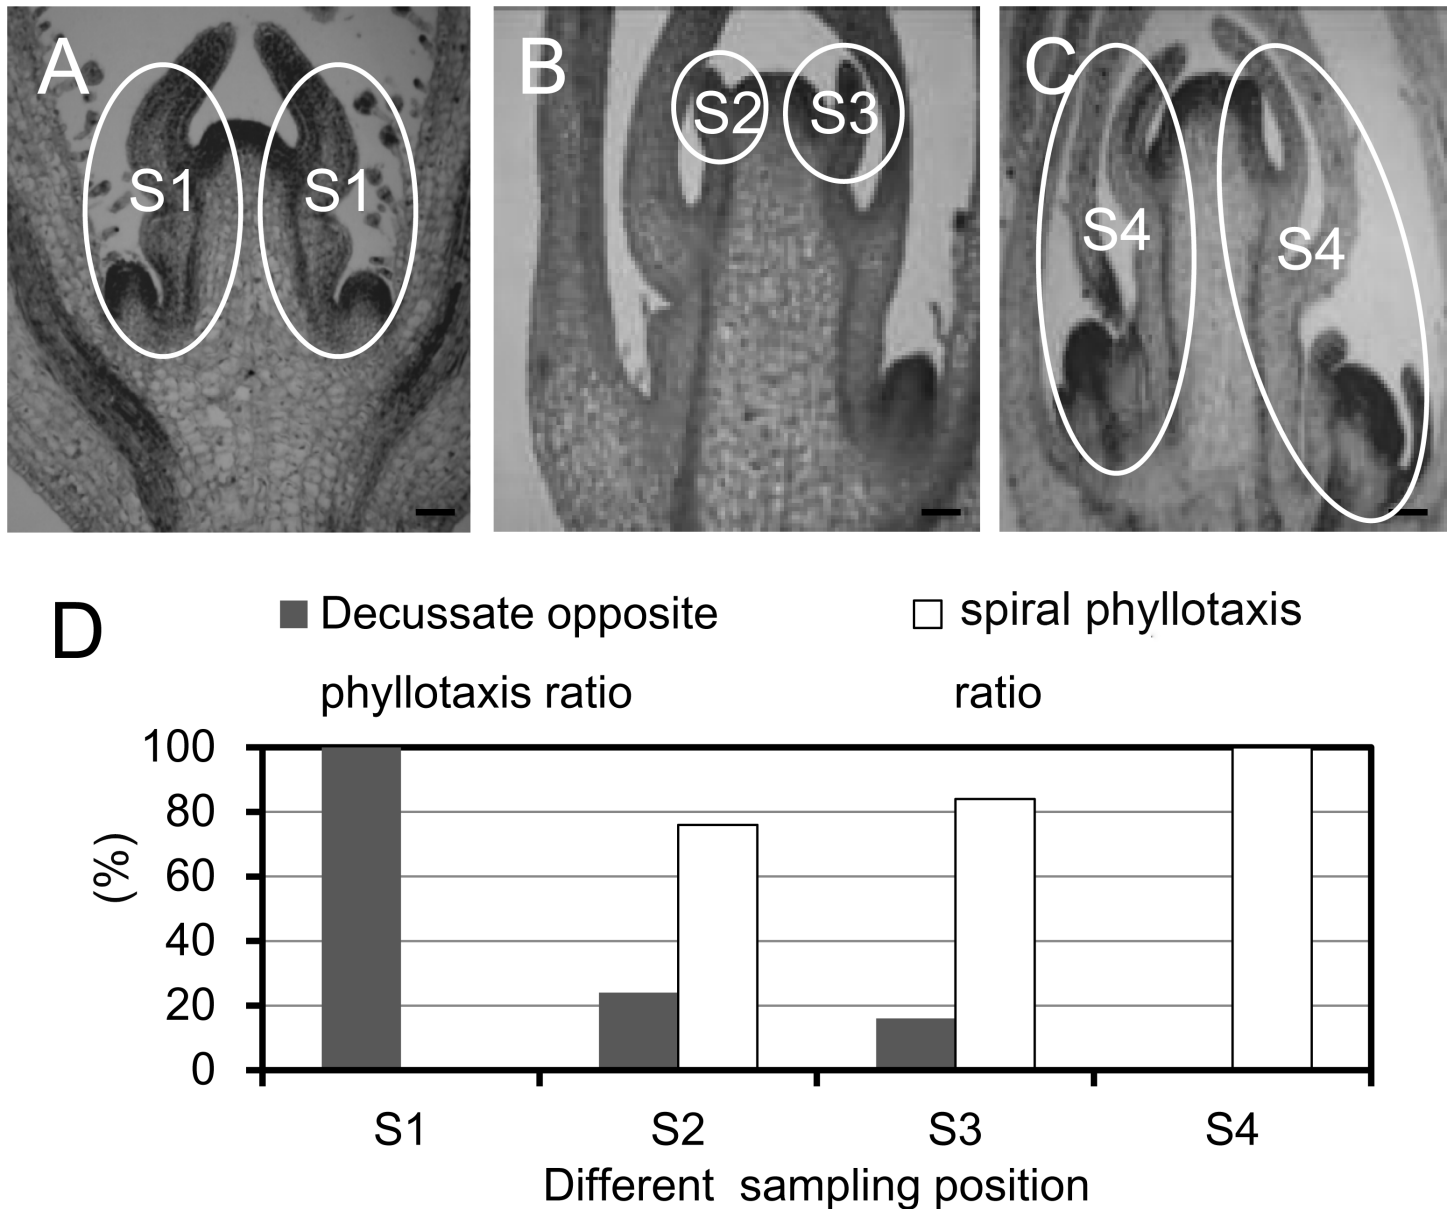 A
B
C
S1
S1
S2
S3
S4
S4
D
Decussate opposite
phyllotaxis ratio
spiral phyllotaxis
ratio
100
80
60
40
20
0
(%)
S1
S2
S3
S4
Different sampling position